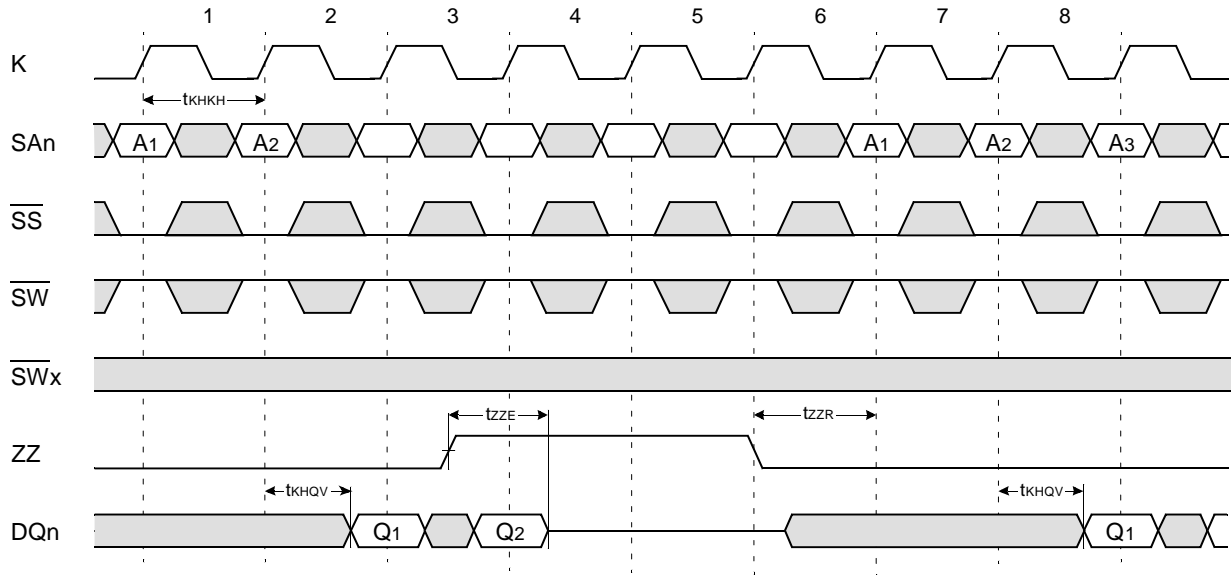 1 2 3 4 5 6 7 8
K
tKHKH
SAn A1 A2 A1 A2 A3
SS
SW
SWx
tZZE tZZR
ZZ
tKHQV tKHQV
DQn Q1 Q2 Q1